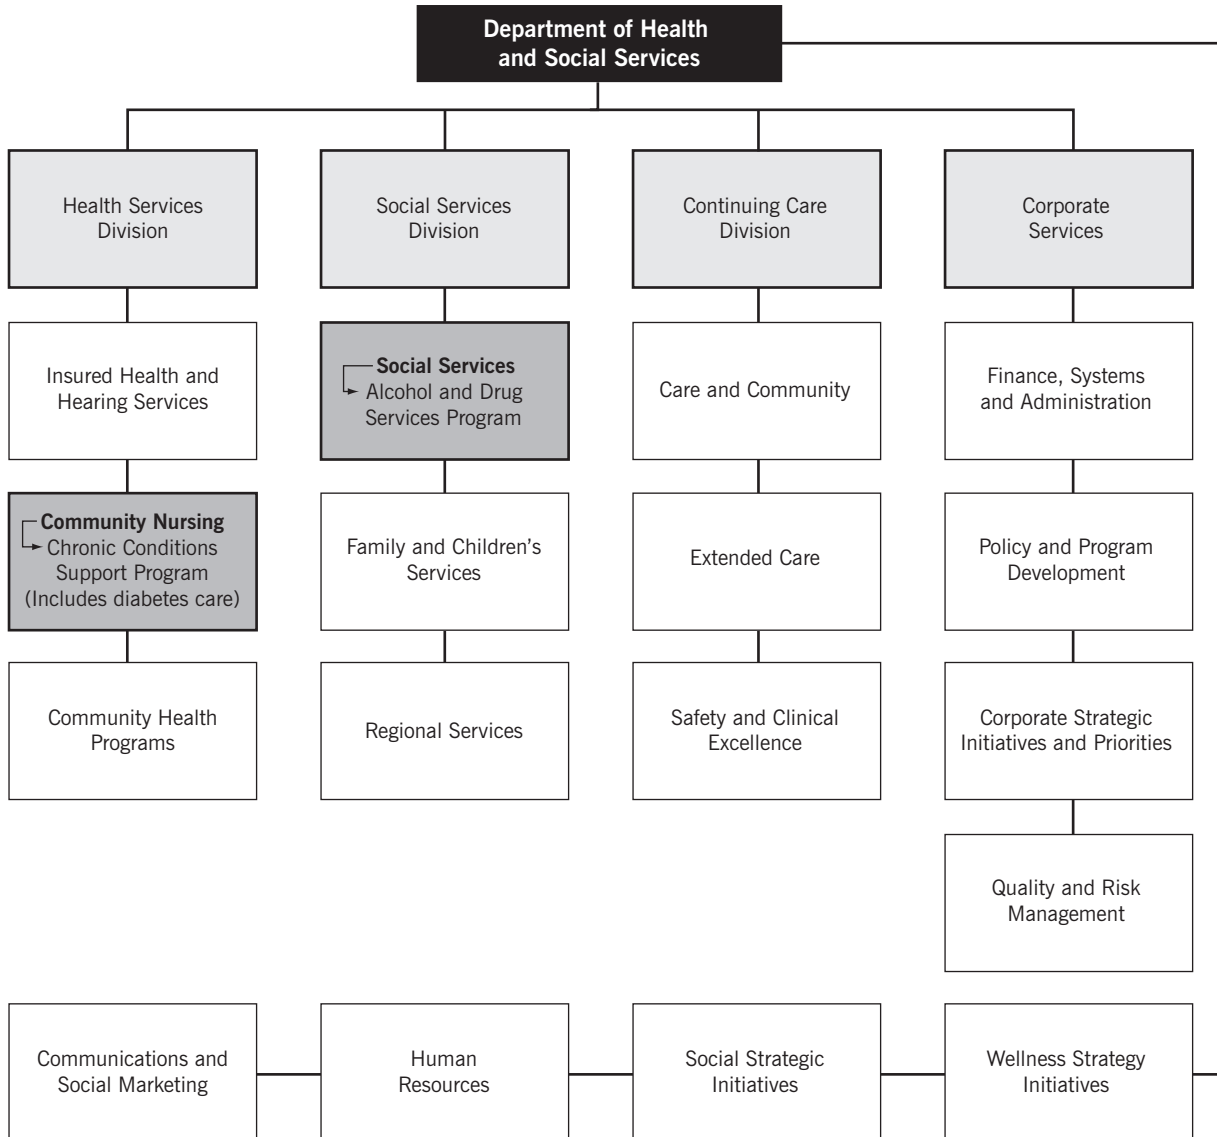 Department of Health
and Social Services
Health Services
Division
Social Services
Division
Continuing Care
Division
Corporate
Services
Insured Health and
Hearing Services
Social Services
Alcohol and Drug
Services Program
Care and Community
Finance, Systems
and Administration
Community Nursing
Chronic Conditions
Support Program
(Includes diabetes care)
Family and Children's
Services
Extended Care
Policy and Program
Development
Community Health
Programs
Regional Services
Safety and Clinical
Excellence
Corporate Strategic
Initiatives and Priorities
Quality and Risk
Management
Communications and
Social Marketing
Human
Resources
Social Strategic
Initiatives
Wellness Strategy
Initiatives